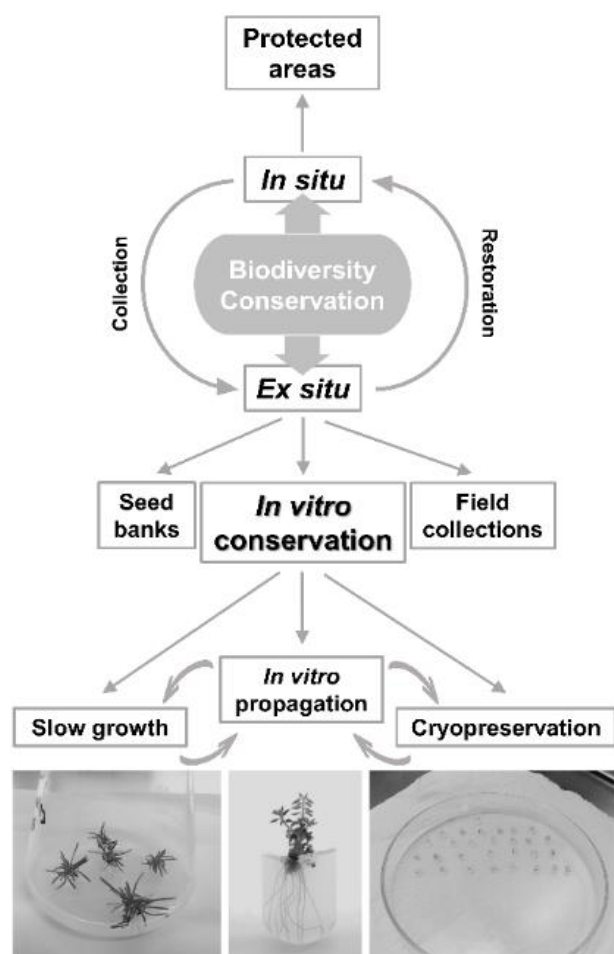 Protected
areas
In situ
Collection
Biodiversity
Conservation
Restoration
Ex situ
Seed
banks
In vitro
conservation
Field
collections
In vitro
propagation
Slow growth
Cryopreservation